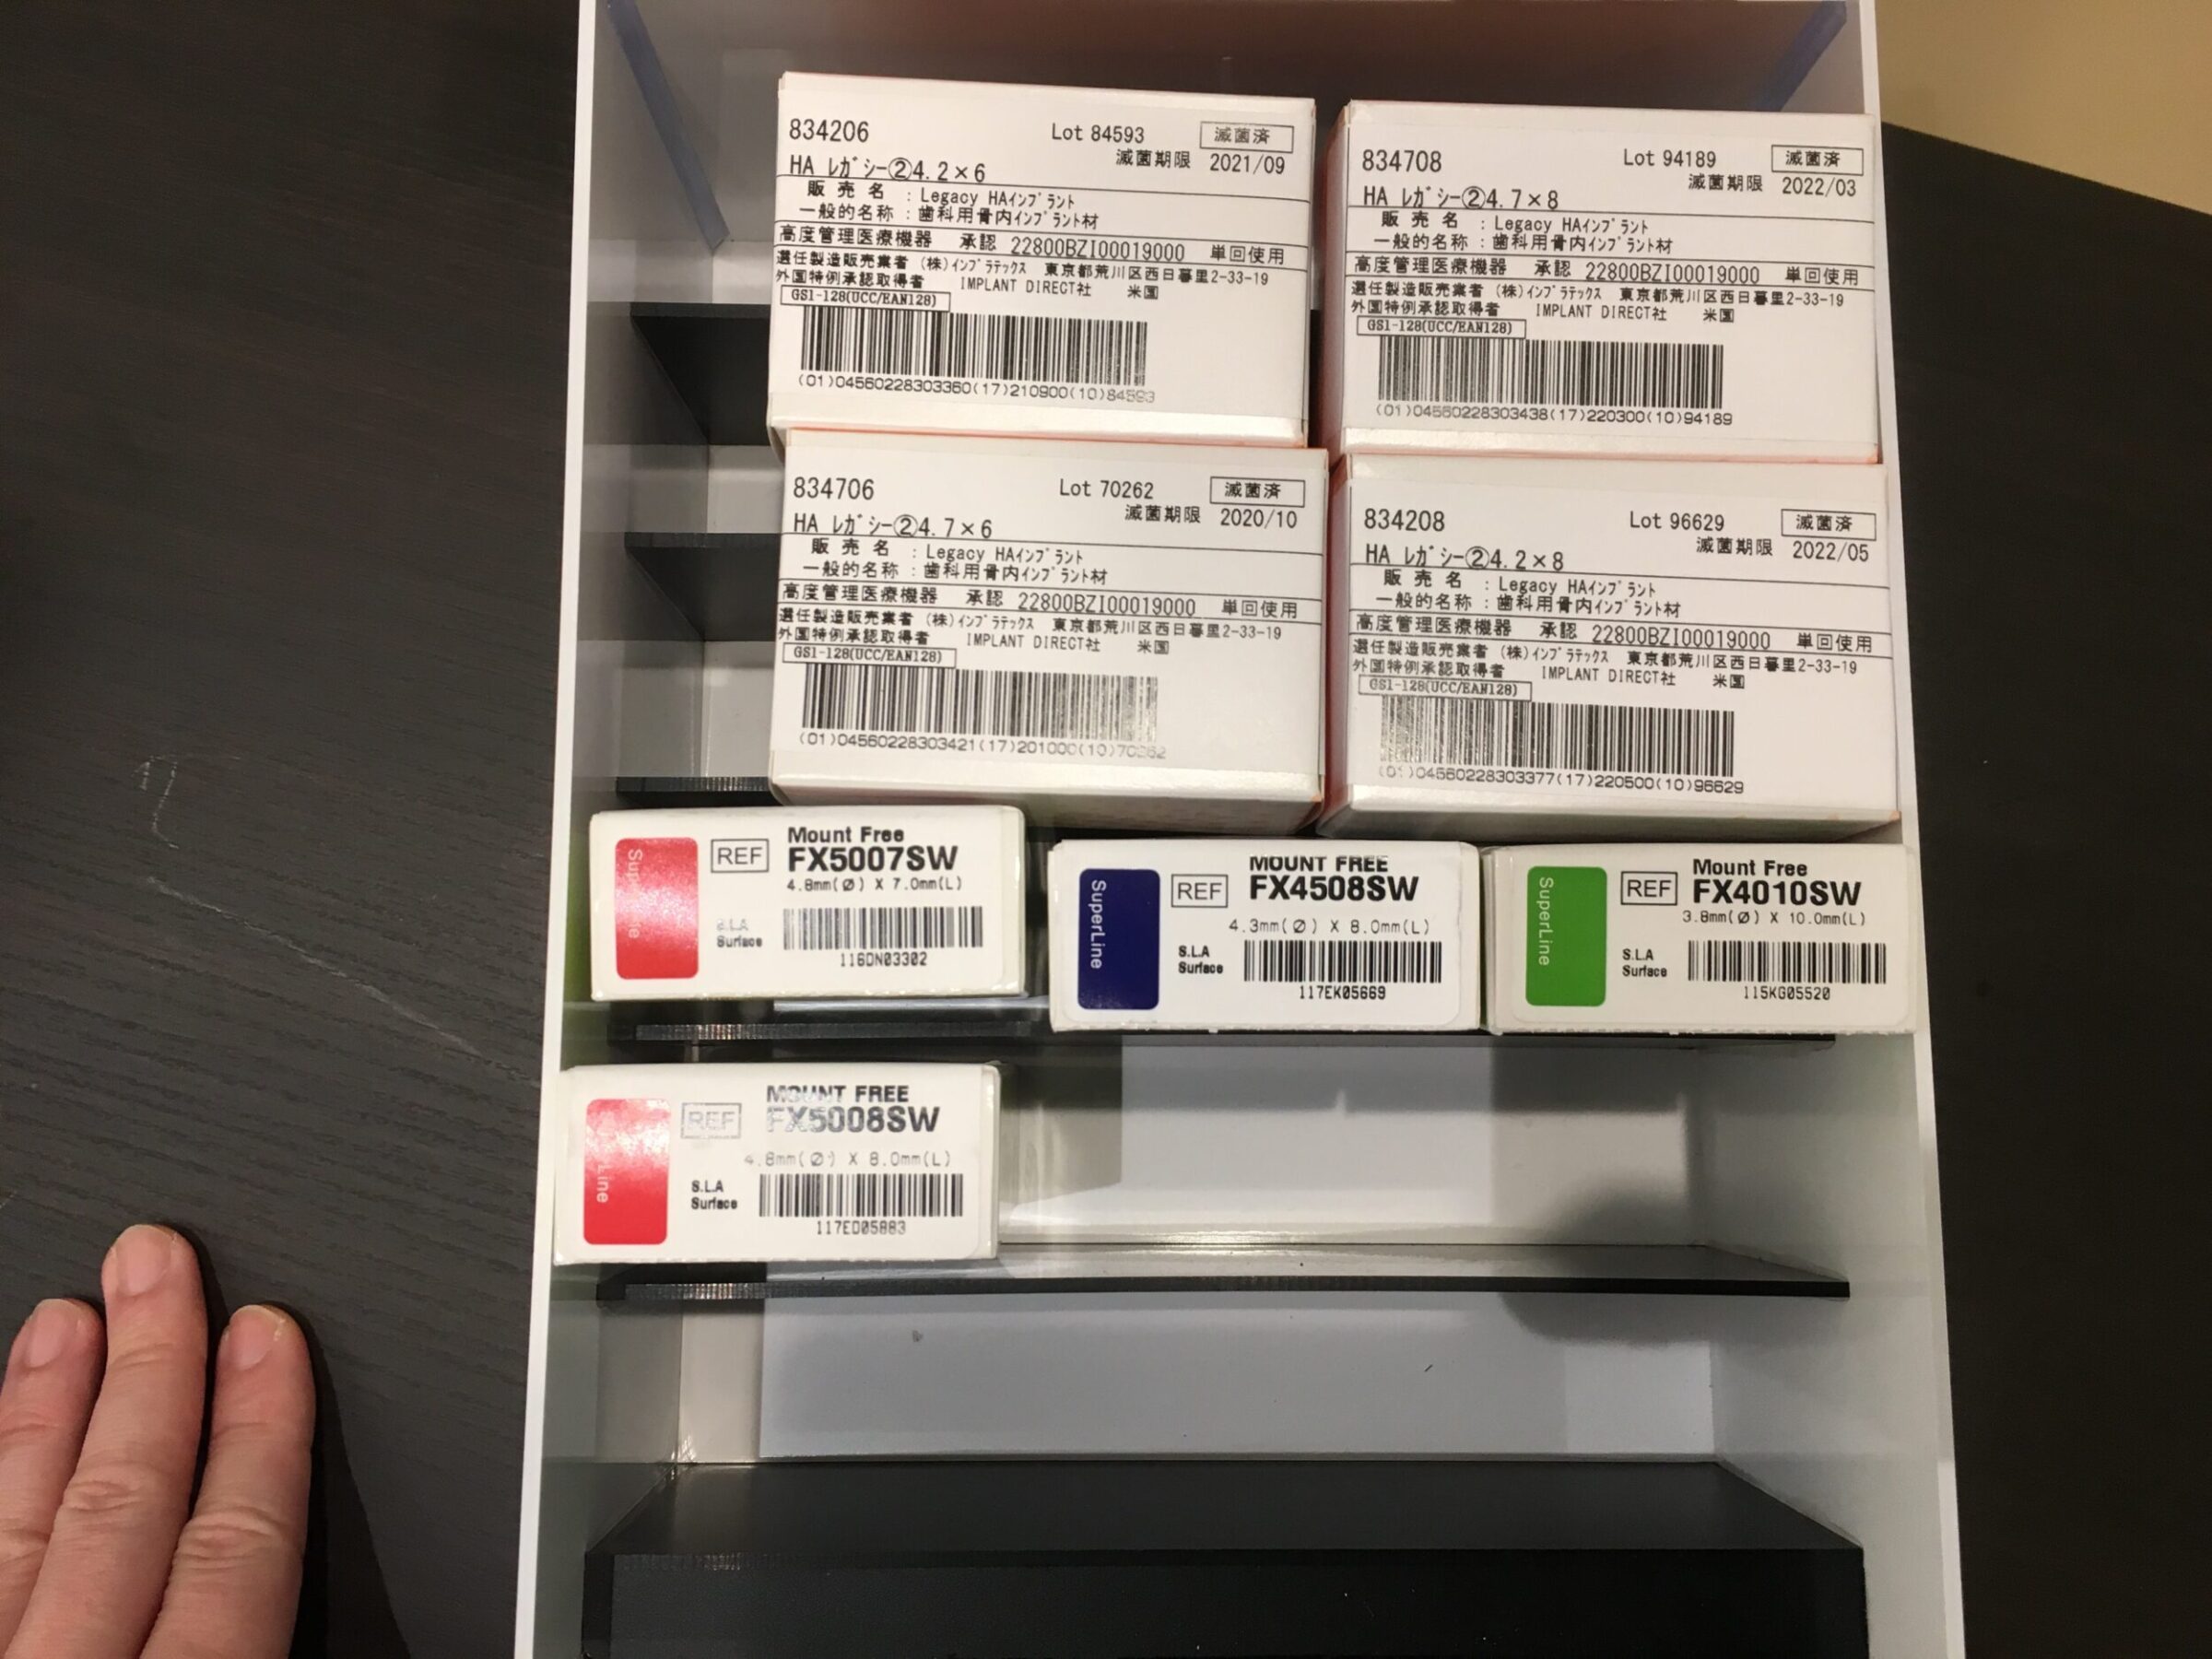 834206 Lot 84593 滅菌済
HA レガシー②4.2×6 滅菌期限 2021/09
販売名 : Legacy HAインプラント
一般的名称 : 歯科用骨内インプラント材
高度管理医療機器 承認 22800BZI00019000 単回使用
選任製造販売業者 (株)インプラテックス 東京都荒川区西日暮里2-33-19
外国特例承認取得者 IMPLANT DIRECT社 米国
GS1-128(UCC/EAN128)
(01)04560228303360(17)210900(10)84593
834708 Lot 94189 滅菌済
HA レガシー②4.7×8 滅菌期限 2022/03
販売名 : Legacy HAインプラント
一般的名称 : 歯科用骨内インプラント材
高度管理医療機器 承認 22800BZI00019000 単回使用
選任製造販売業者 (株)インプラテックス 東京都荒川区西日暮里2-33-19
外国特例承認取得者 IMPLANT DIRECT社 米国
GS1-128(UCC/EAN128)
(01)04560228303438(17)220300(10)94189
834706 Lot 70262 滅菌済
HA レガシー②4.7×6 滅菌期限 2020/10
販売名 : Legacy HAインプラント
一般的名称 : 歯科用骨内インプラント材
高度管理医療機器 承認 22800BZI00019000 単回使用
選任製造販売業者 (株)インプラテックス 東京都荒川区西日暮里2-33-19
外国特例承認取得者 IMPLANT DIRECT社 米国
GS1-128(UCC/EAN128)
(01)04560228303421(17)201000(10)70262
834208 Lot 96629 滅菌済
HA レガシー②4.2×8 滅菌期限 2022/05
販売名 : Legacy HAインプラント
一般的名称 : 歯科用骨内インプラント材
高度管理医療機器 承認 22800BZI00019000 単回使用
選任製造販売業者 (株)インプラテックス 東京都荒川区西日暮里2-33-19
外国特例承認取得者 IMPLANT DIRECT社 米国
GS1-128(UCC/EAN128)
(01)04560228303377(17)220500(10)96629
SuperLine
REF
Mount Free
FX5007SW
4.8mm(Ø) X 7.0mm(L)
S.L.A
Surface
116DN03302
SuperLine
REF
MOUNT FREE
FX4508SW
4.3mm(Ø) X 8.0mm(L)
S.L.A
Surface
117EK05669
SuperLine
REF
Mount Free
FX4010SW
3.8mm(Ø) X 10.0mm(L)
S.L.A
Surface
115KG05520
SuperLine
REF
MOUNT FREE
FX5008SW
4.8mm(Ø) X 8.0mm(L)
S.L.A
Surface
117ED05883